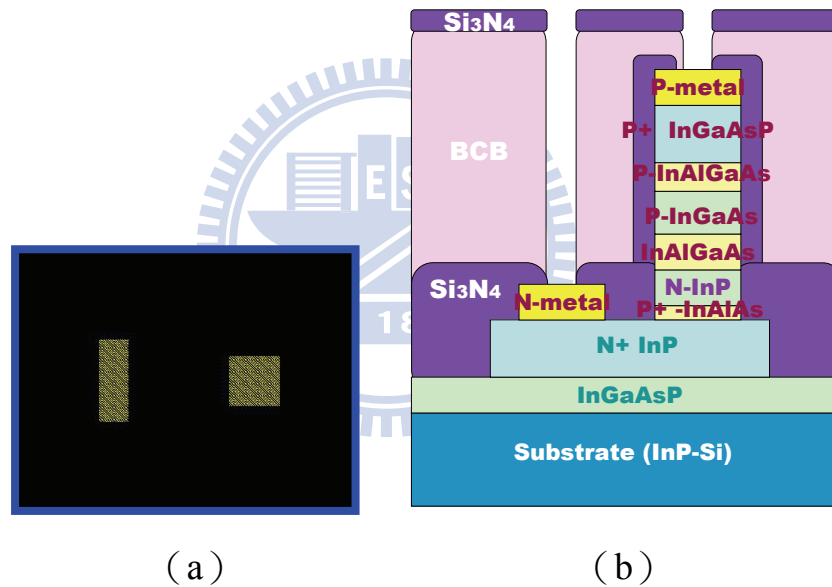 Si₃N₄
P-metal
P+ InGaAsP
BCB
P-InAlGaAs
P-InGaAs
InAlGaAs
Si₃N₄
N-InP
N-metal
P+ -InAlAs
N+ InP
InGaAsP
Substrate (InP-Si)
(a)
(b)